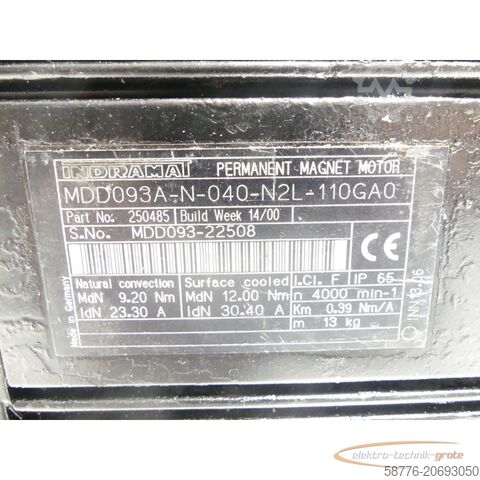 INDRAMAT PERMANENT MAGNET MOTOR
MDD093A-N-040-N2L-110GA0
Part No. 250485 Build Week 14/00
S.No. MDD093-22508
Natural convection Surface cooled I.Cl. F IP 65
MdN 9.20 Nm MdN 12.00 Nm n 4000 min-1
IdN 23.30 A IdN 30.40 A Km 0.39 Nm/A
m 13 kg
Made in Germany
CE
elektro-technik-grote
58776-20693050